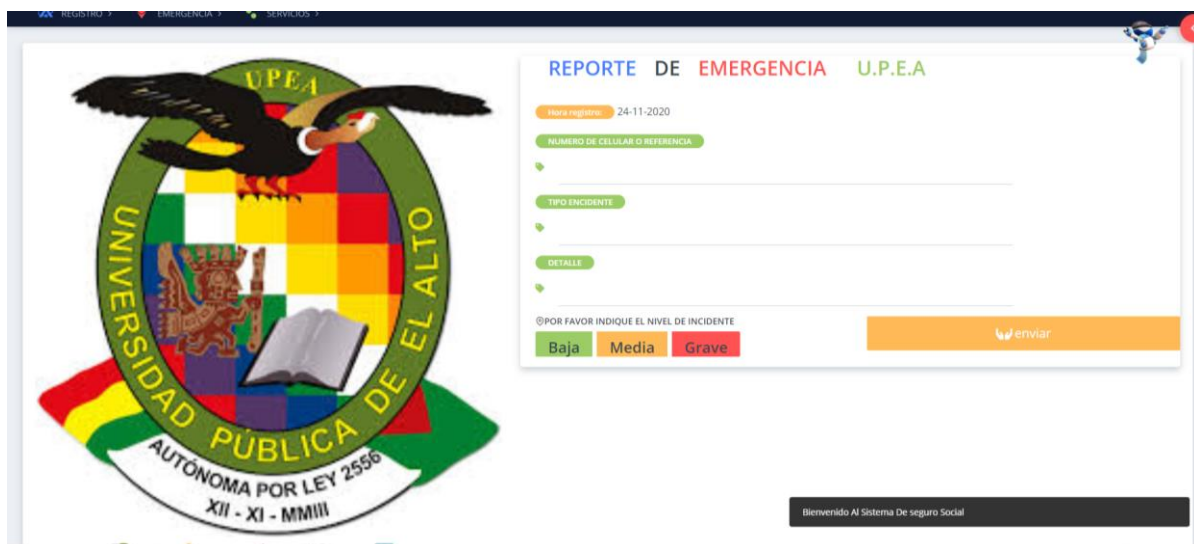 REGISTRO >
EMERGENCIA >
SERVICIOS >
UPEA
UNIVERSIDAD PÚBLICA DE EL ALTO
AUTÓNOMA POR LEY 2556
XII - XI - MMIII
REPORTE DE EMERGENCIA U.P.E.A
Hora registro: 24-11-2020
NUMERO DE CELULAR O REFERENCIA
TIPO ENCIDENTE
DETALLE
POR FAVOR INDIQUE EL NIVEL DE INCIDENTE
Baja Media Grave
enviar
Bienvenido Al Sistema De seguro Social